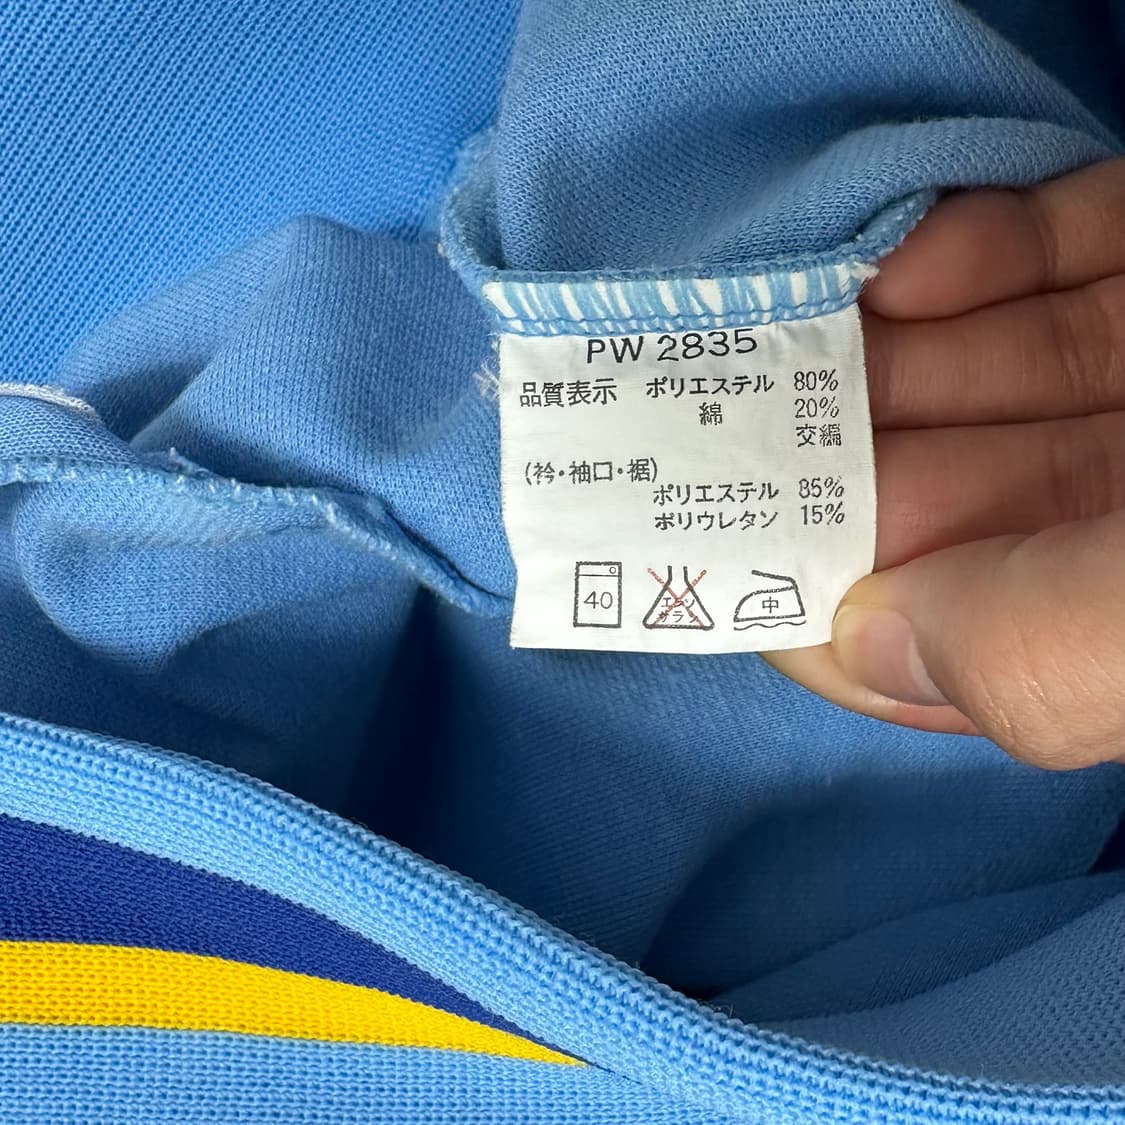 PW 2835
品質表示 ポリエステル 80%
綿 20%
交編
(衿・袖口・裾)
ポリエステル 85%
ポリウレタン 15%
40
エンソ
サラシ
中